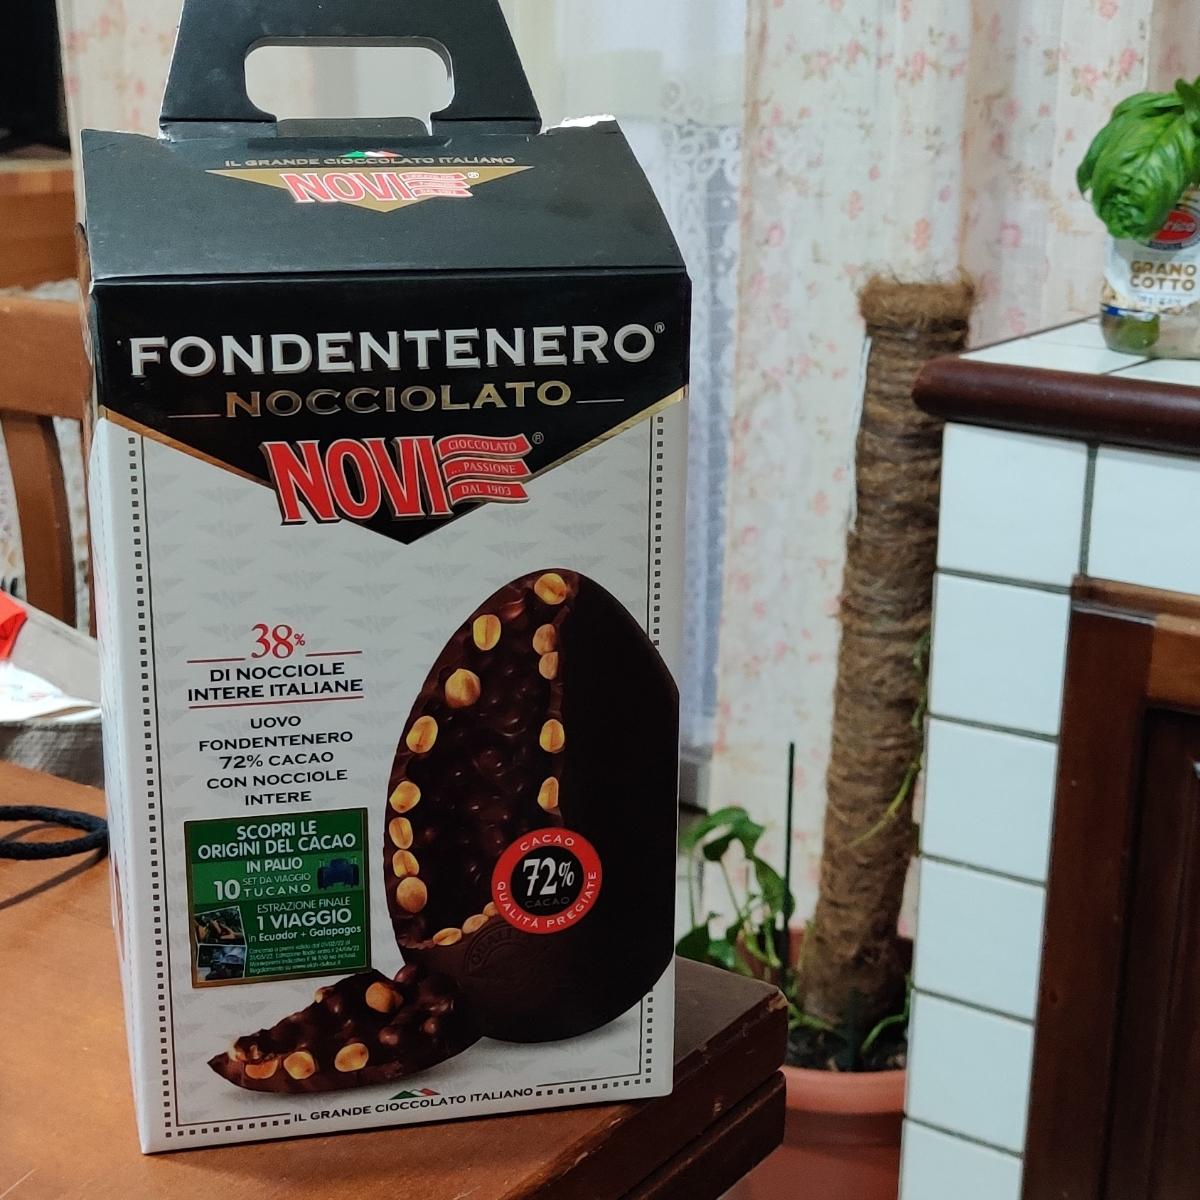 IL GRANDE CIOCCOLATO ITALIANO
NOVI
FONDENTENERO®
NOCCIOLATO
NOVI
CIOCCOLATO
... PASSIONE
DAL 1903
®
38%
DI NOCCIOLE
INTERE ITALIANE
UOVO
FONDENTENERO
72% CACAO
CON NOCCIOLE
INTERE
SCOPRI LE
ORIGINI DEL CACAO
IN PALIO
10 SET DA VIAGGIO
TUCANO
ESTRAZIONE FINALE
1 VIAGGIO
in Ecuador + Galapagos
CACAO
72%
CACAO
QUALITÀ PREGIATE
IL GRANDE CIOCCOLATO ITALIANO
GRANO
COTTO